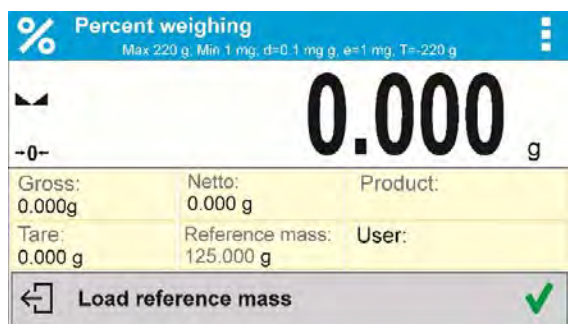 % Percent weighing
Max 220 g, Min 1 mg, d=0.1 mg g, e=1 mg, T=-220 g
0.000 g
→0←
Gross: Netto: Product:
0.000g 0.000 g
Tare: Reference mass: User:
0.000 g 125.000 g
Load reference mass